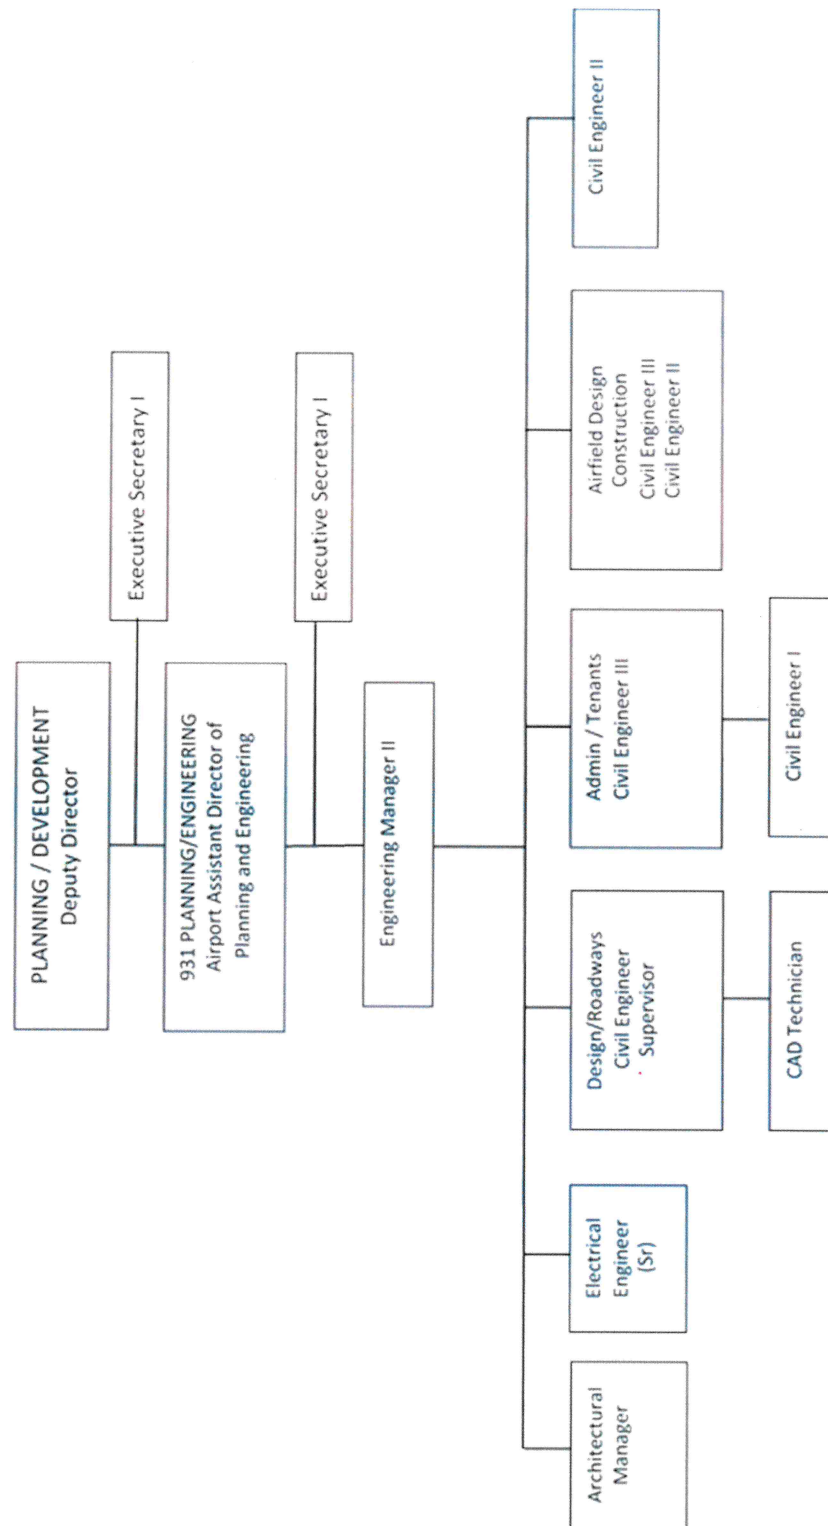 PLANNING / DEVELOPMENT
Deputy Director
Executive Secretary I
931 PLANNING/ENGINEERING
Airport Assistant Director of
Planning and Engineering
Executive Secretary I
Engineering Manager II
Architectural
Manager
Electrical
Engineer
(Sr)
Design/Roadways
Civil Engineer
Supervisor
Admin / Tenants
Civil Engineer III
Airfield Design
Construction
Civil Engineer III
Civil Engineer II
Civil Engineer II
CAD Technician
Civil Engineer I